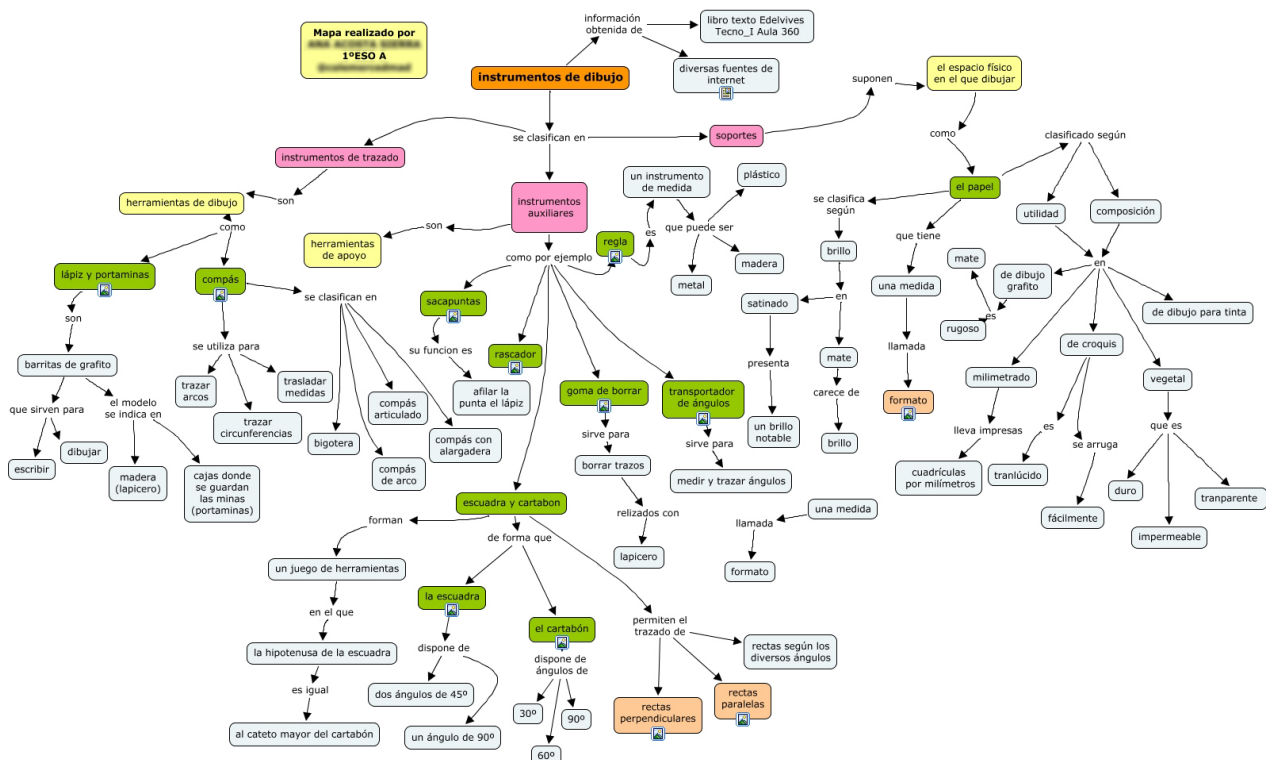 Mapa realizado por
1ºESO A
información
obtenida de
libro texto Edelvives
Tecno_I Aula 360
diversas fuentes de
internet
instrumentos de dibujo
se clasifican en
soportes
suponen
el espacio físico
en el que dibujar
como
el papel
clasificado según
utilidad
composición
en
se clasifica
según
brillo
en
satinado
presenta
un brillo
notable
mate
carece de
brillo
que tiene
una medida
llamada
formato
de dibujo
grafito
es
mate
rugoso
de dibujo para tinta
milimetrado
lleva impresas
cuadrículas
por milímetros
de croquis
es
tranlúcido
se arruga
fácilmente
vegetal
que es
duro
impermeable
tranparente
instrumentos de trazado
son
herramientas de dibujo
como
lápiz y portaminas
son
barritas de grafito
que sirven para
escribir
dibujar
el modelo
se indica en
madera
(lapicero)
cajas donde
se guardan
las minas
(portaminas)
compás
se utiliza para
trazar
arcos
trazar
circunferencias
trasladar
medidas
se clasifican en
bigotera
compás
articulado
compás
de arco
compás con
alargadera
instrumentos
auxiliares
son
herramientas
de apoyo
como por ejemplo
regla
es
un instrumento
de medida
que puede ser
plástico
madera
metal
sacapuntas
su funcion es
afilar la
punta el lápiz
rascador
goma de borrar
sirve para
borrar trazos
relizados con
lapicero
transportador
de ángulos
sirve para
medir y trazar ángulos
una medida
llamada
formato
escuadra y cartabon
forman
un juego de herramientas
en el que
la hipotenusa de la escuadra
es igual
al cateto mayor del cartabón
de forma que
la escuadra
dispone de
dos ángulos de 45º
un ángulo de 90º
el cartabón
dispone de
ángulos de
30º
60º
90º
permiten el
trazado de
rectas
perpendiculares
rectas
paralelas
rectas según los
diversos ángulos